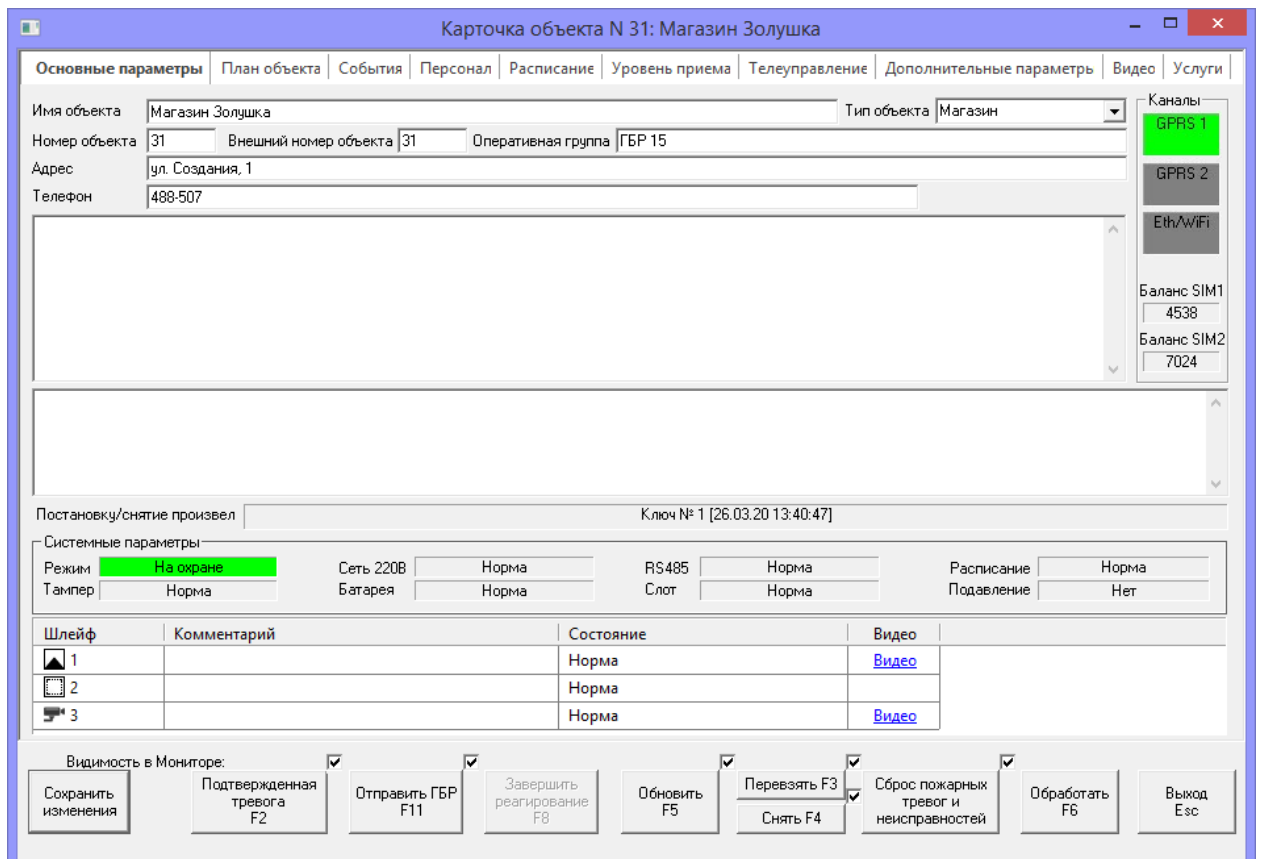 Карточка объекта N 31: Магазин Золушка
Основные параметры План объекта События Персонал Расписание Уровень приема Телеуправление Дополнительные параметрь Видео Услуги
Имя объекта Магазин Золушка Тип объекта Магазин
Каналы
GPRS 1
Номер объекта 31 Внешний номер объекта 31 Оперативная группа ГБР 15
Адрес ул. Создания, 1
GPRS 2
Телефон 488-507
Eth/WiFi
Баланс SIM1
4538
Баланс SIM2
7024
Постановку/снятие произвел Ключ № 1 [26.03.20 13:40:47]
Системные параметры
Режим На охране Сеть 220В Норма RS485 Норма Расписание Норма
Тампер Норма Батарея Норма Слот Норма Подавление Нет
Шлейф Комментарий Состояние Видео
1 Норма Видео
2 Норма
3 Норма Видео
Видимость в Мониторе:
Сохранить изменения
Подтвержденная тревога F2
Отправить ГБР F11
Завершить реагирование F8
Обновить F5
Перевзять F3
Снять F4
Сброс пожарных тревог и неисправностей
Обработать F6
Выход Esc